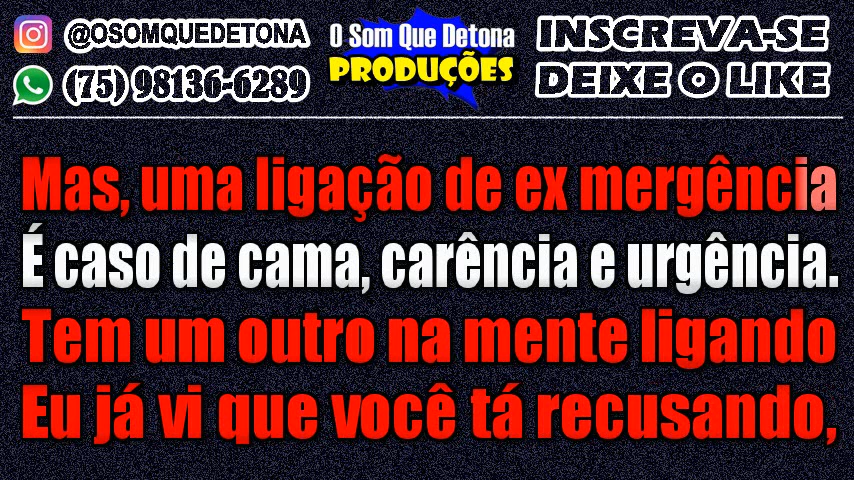 @OSOMQUEDETONA
(75) 98136-6289
O Som Que Detona
PRODUÇÕES
INSCREVA-SE
DEIXE O LIKE
Mas, uma ligação de ex mergência
É caso de cama, carência e urgência.
Tem um outro na mente ligando
Eu já vi que você tá recusando,